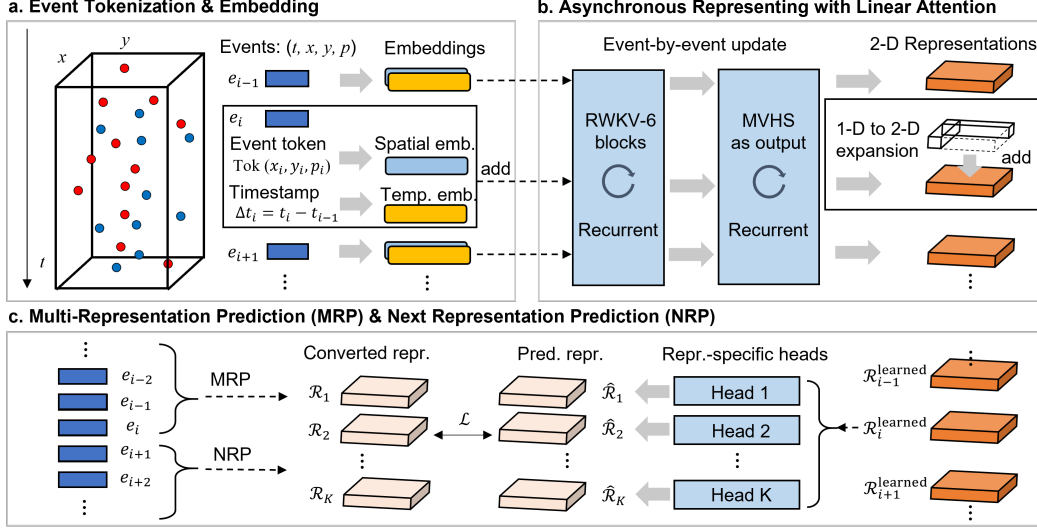 a. Event Tokenization & Embedding
x
y
t
Events: (t, x, y, p)
Embeddings
e_{i−1}
e_i
Event token
Tok (x_i, y_i, p_i)
Spatial emb.
Timestamp
Δt_i = t_i − t_{i−1}
Temp. emb.
add
e_{i+1}
⋮
⋮
b. Asynchronous Representing with Linear Attention
Event-by-event update
2-D Representations
RWKV-6
blocks
Recurrent
MVHS
as output
Recurrent
1-D to 2-D
expansion
add
⋮
c. Multi-Representation Prediction (MRP) & Next Representation Prediction (NRP)
⋮
e_{i−2}
e_{i−1}
e_i
e_{i+1}
e_{i+2}
⋮
MRP
NRP
Converted repr.
ℛ_1
ℛ_2
⋮
ℛ_K
ℒ
Pred. repr.
ℛ̂_1
ℛ̂_2
⋮
ℛ̂_K
Repr.-specific heads
Head 1
Head 2
⋮
Head K
⋮
ℛ_{i−1}^{learned}
ℛ_i^{learned}
ℛ_{i+1}^{learned}
⋮